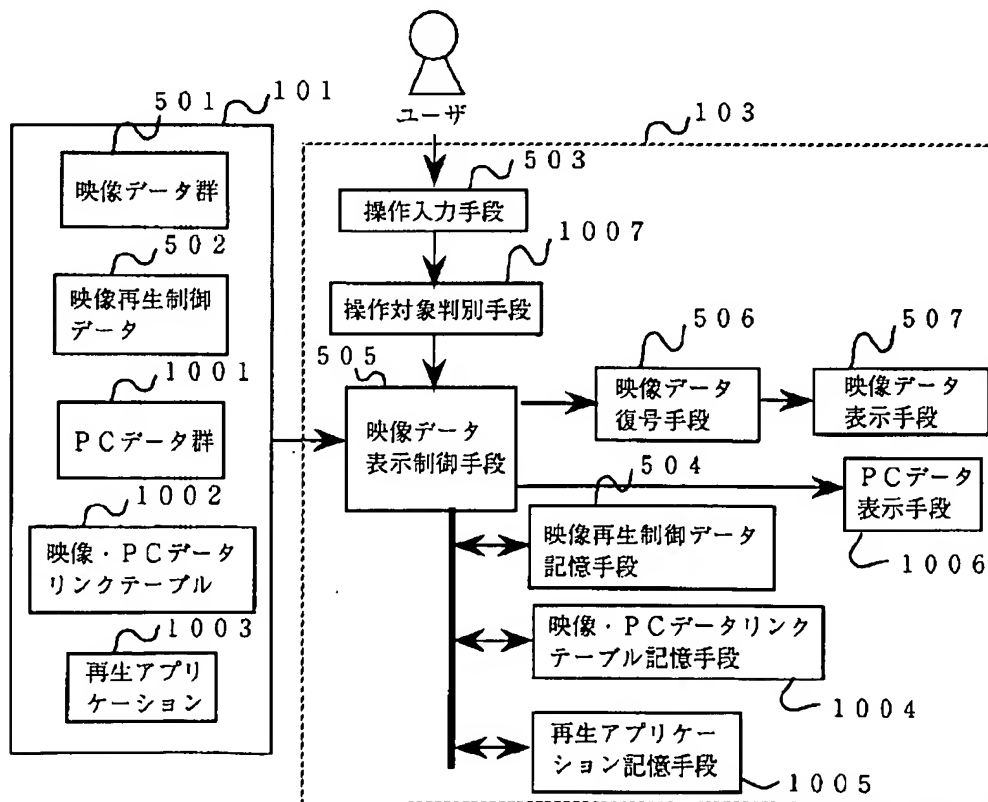 ユーザ
101
501
映像データ群
502
映像再生制御
データ
1001
PCデータ群
1002
映像・PCデータ
リンクテーブル
1003
再生アプリ
ケーション
103
503
操作入力手段
1007
操作対象判別手段
505
映像データ
表示制御手段
506
映像データ
復号手段
507
映像データ
表示手段
504
映像再生制御データ
記憶手段
PCデータ
表示手段
1006
映像・PCデータリンク
テーブル記憶手段
1004
再生アプリケー
ション記憶手段
1005